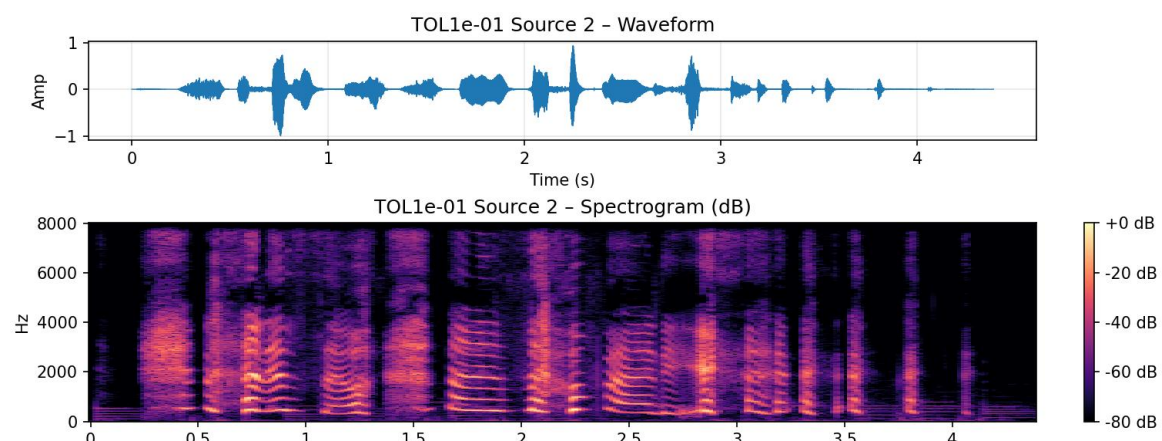 TOL1e-01 Source 2 – Waveform
1
0
−1
Amp
0 1 2 3 4
Time (s)
TOL1e-01 Source 2 – Spectrogram (dB)
8000
6000
4000
2000
0
Hz
+0 dB
-20 dB
-40 dB
-60 dB
-80 dB
0 0.5 1 1.5 2 2.5 3 3.5 4